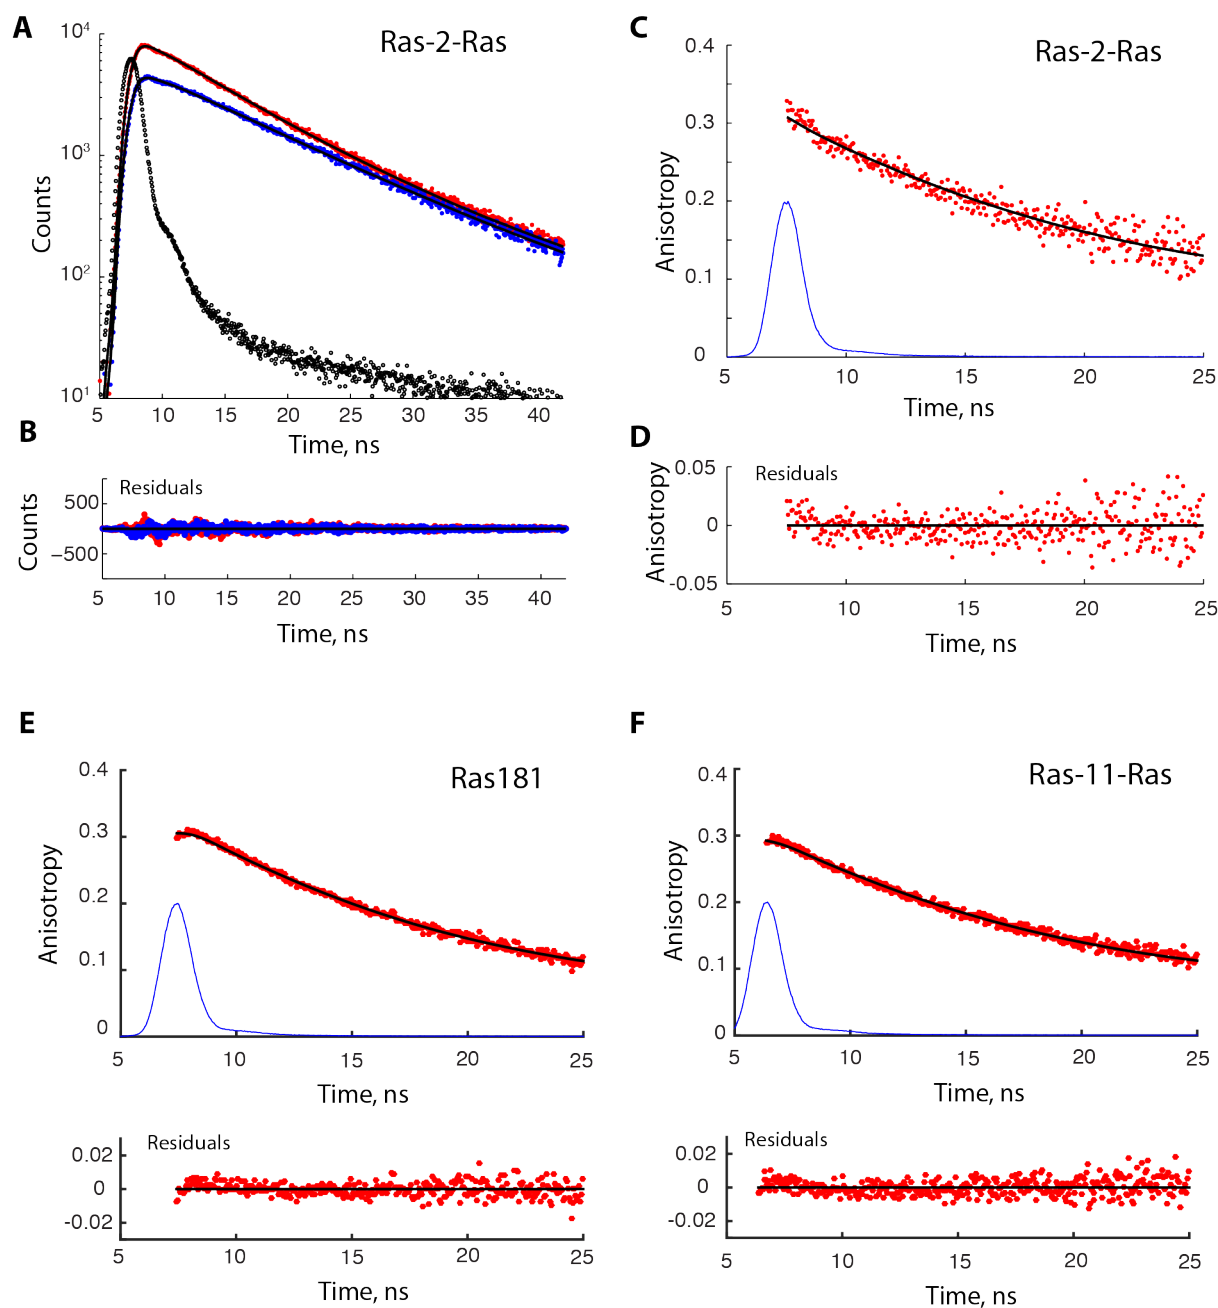 A
Ras-2-Ras
10^4
10^3
10^2
10^1
Counts
5 10 15 20 25 30 35 40
Time, ns
B
Residuals
500
0
−500
Counts
5 10 15 20 25 30 35 40
Time, ns
C
Ras-2-Ras
0.4
0.3
0.2
0.1
0
Anisotropy
5 10 15 20 25
Time, ns
D
Residuals
0.05
0
-0.05
Anisotropy
5 10 15 20 25
Time, ns
E
Ras181
0.4
0.3
0.2
0.1
0
Anisotropy
5 10 15 20 25
Time, ns
Residuals
0.02
0
-0.02
5 10 15 20 25
Time, ns
F
Ras-11-Ras
0.4
0.3
0.2
0.1
0
Anisotropy
5 10 15 20 25
Time, ns
Residuals
0.02
0
-0.02
5 10 15 20 25
Time, ns